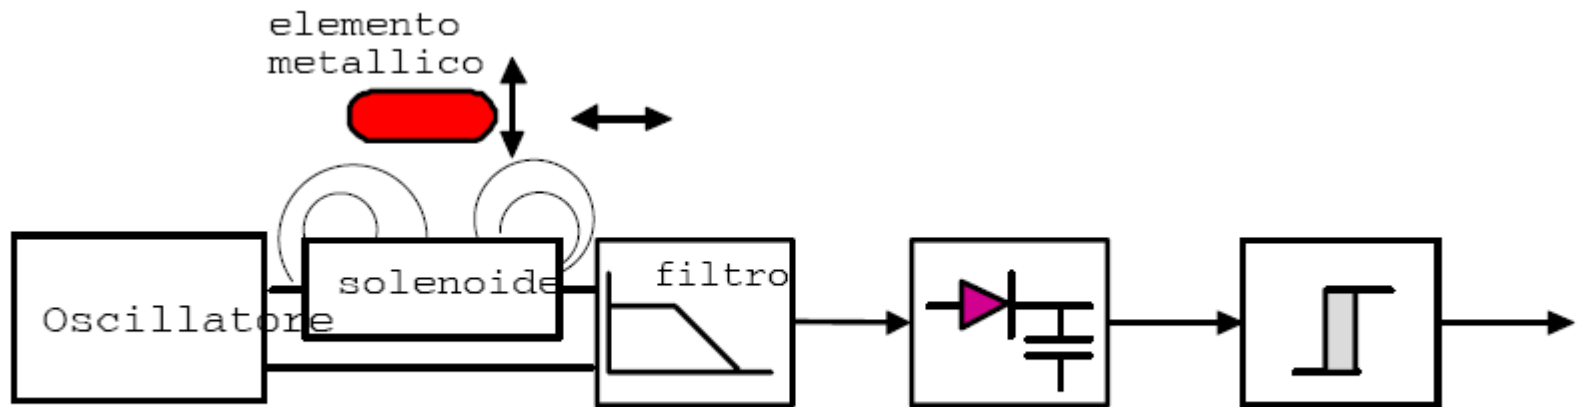 elemento
metallico
solenoide
filtro
Oscillatore